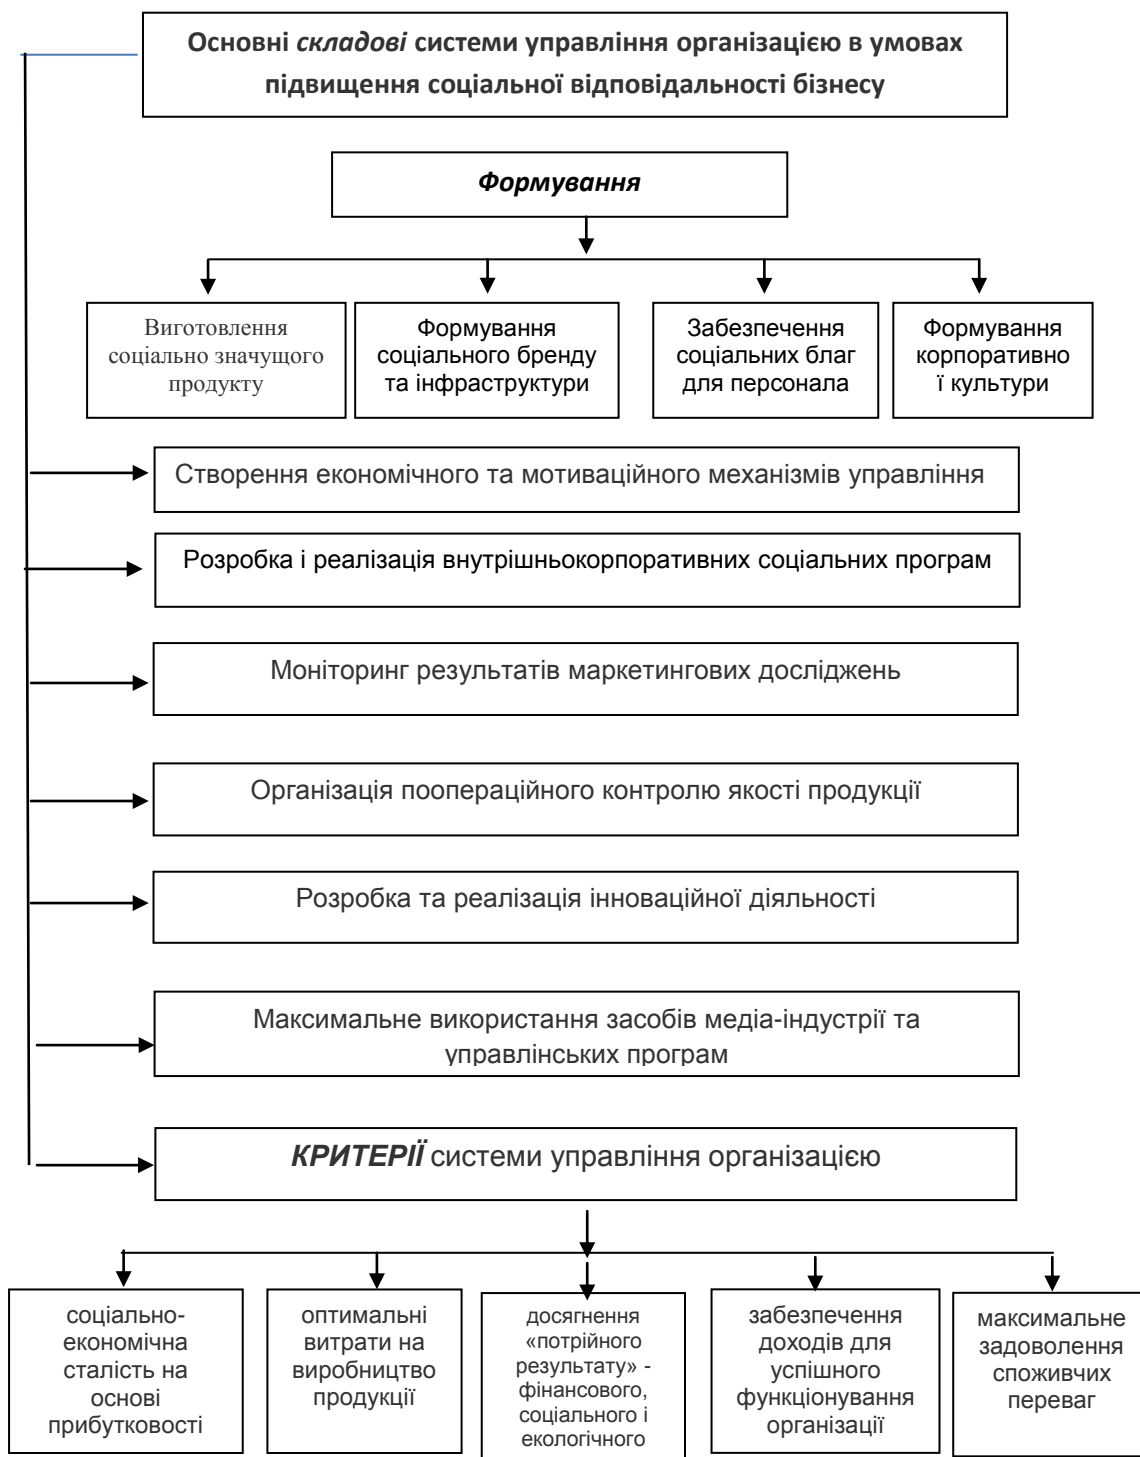 Основні складові системи управління організацією в умовах
підвищення соціальної відповідальності бізнесу
Формування
Виготовлення
соціально значущого
продукту
Формування
соціального бренду
та інфраструктури
Забезпечення
соціальних благ
для персонала
Формування
корпоративно
ї культури
Створення економічного та мотиваційного механізмів управління
Розробка і реалізація внутрішньокорпоративних соціальних програм
Моніторинг результатів маркетингових досліджень
Організація поопераційного контролю якості продукції
Розробка та реалізація інноваційної діяльності
Максимальне використання засобів медіа-індустрії та
управлінських програм
КРИТЕРІЇ системи управління організацією
соціально-
економічна
сталість на
основі
прибутковості
оптимальні
витрати на
виробництво
продукції
досягнення
«потрійного
результату» -
фінансового,
соціального і
екологічного
забезпечення
доходів для
успішного
функціонування
організації
максимальне
задоволення
споживчих
переваг